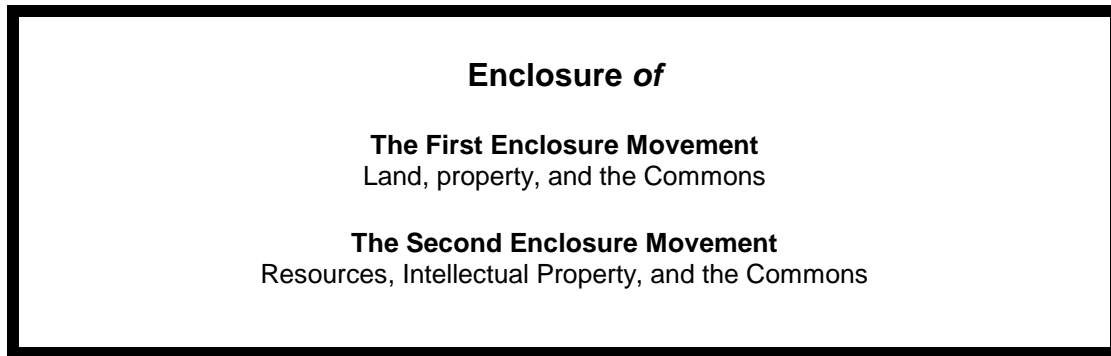 Enclosure of
The First Enclosure Movement
Land, property, and the Commons
The Second Enclosure Movement
Resources, Intellectual Property, and the Commons